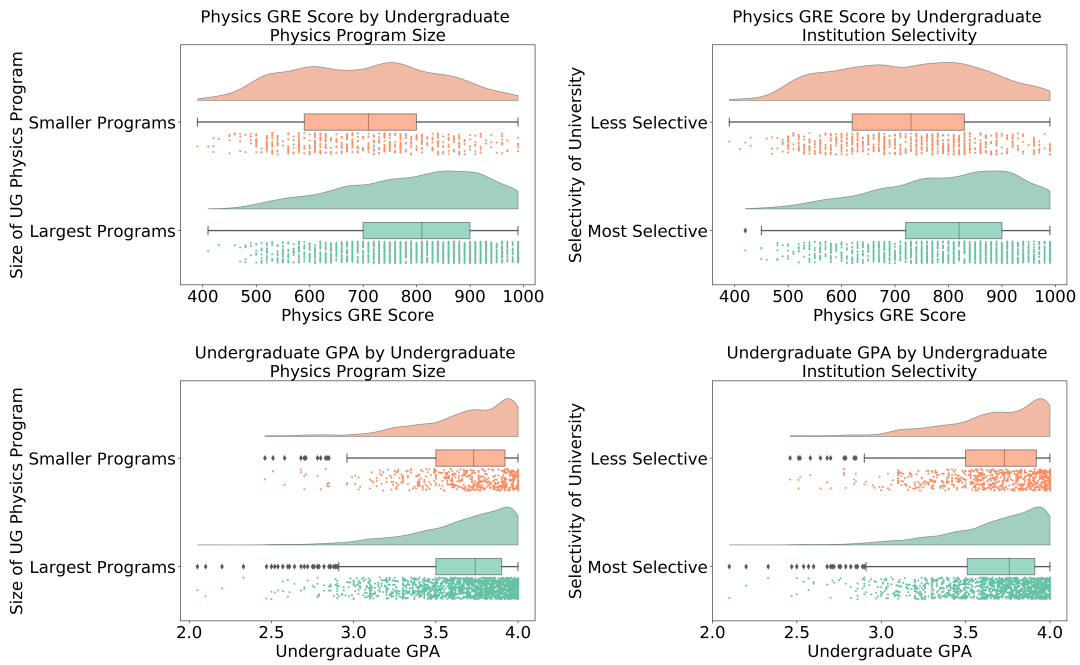 Physics GRE Score by Undergraduate
Physics Program Size
Size of UG Physics Program
Smaller Programs
Largest Programs
400 500 600 700 800 900 1000
Physics GRE Score
Physics GRE Score by Undergraduate
Institution Selectivity
Selectivity of University
Less Selective
Most Selective
400 500 600 700 800 900 1000
Physics GRE Score
Undergraduate GPA by Undergraduate
Physics Program Size
Size of UG Physics Program
Smaller Programs
Largest Programs
2.0 2.5 3.0 3.5 4.0
Undergraduate GPA
Undergraduate GPA by Undergraduate
Institution Selectivity
Selectivity of University
Less Selective
Most Selective
2.0 2.5 3.0 3.5 4.0
Undergraduate GPA